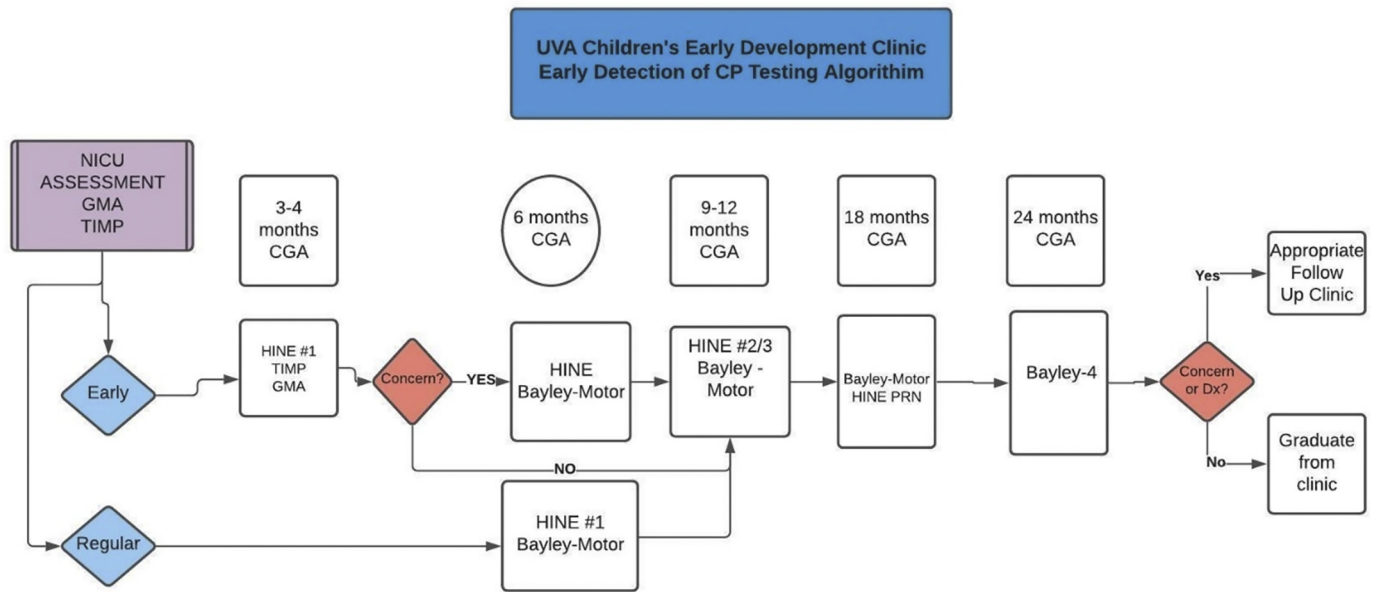 UVA Children's Early Development Clinic
Early Detection of CP Testing Algorithim
NICU
ASSESSMENT
GMA
TIMP
3-4
months
CGA
6 months
CGA
9-12
months
CGA
18 months
CGA
24 months
CGA
Appropriate
Follow
Up Clinic
Yes
Early
HINE #1
TIMP
GMA
Concern?
YES
HINE
Bayley-Motor
HINE #2/3
Bayley -
Motor
Bayley-Motor
HINE PRN
Bayley-4
Concern
or Dx?
NO
No
Graduate
from
clinic
Regular
HINE #1
Bayley-Motor